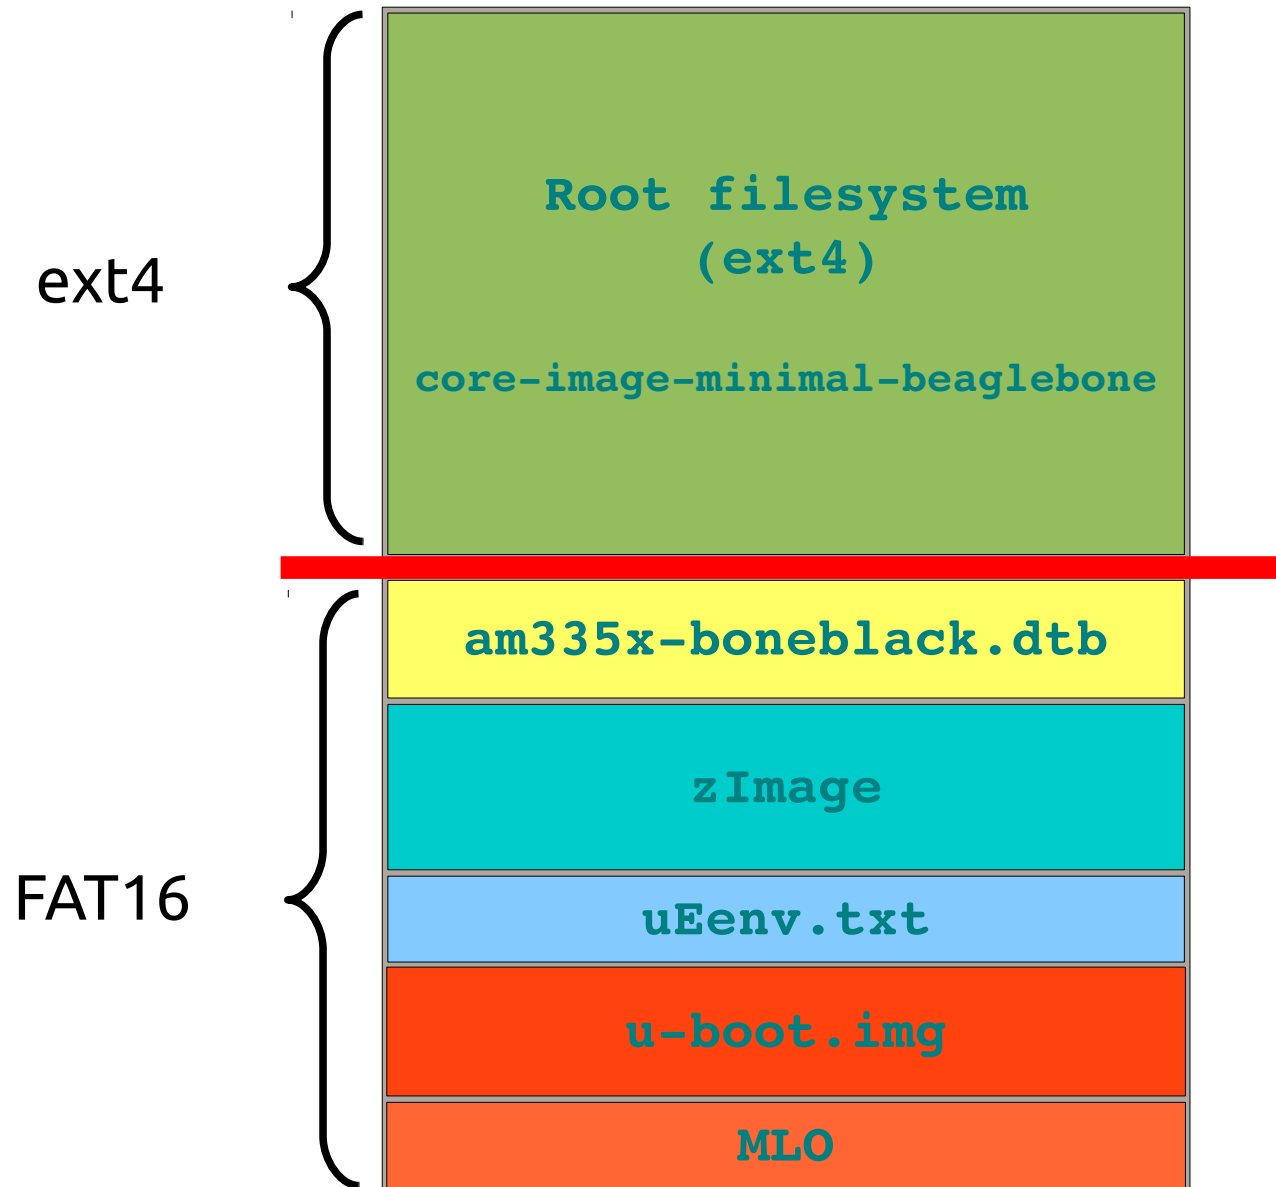 ext4
Root filesystem
(ext4)
core-image-minimal-beaglebone
FAT16
am335x-boneblack.dtb
zImage
uEenv.txt
u-boot.img
MLO